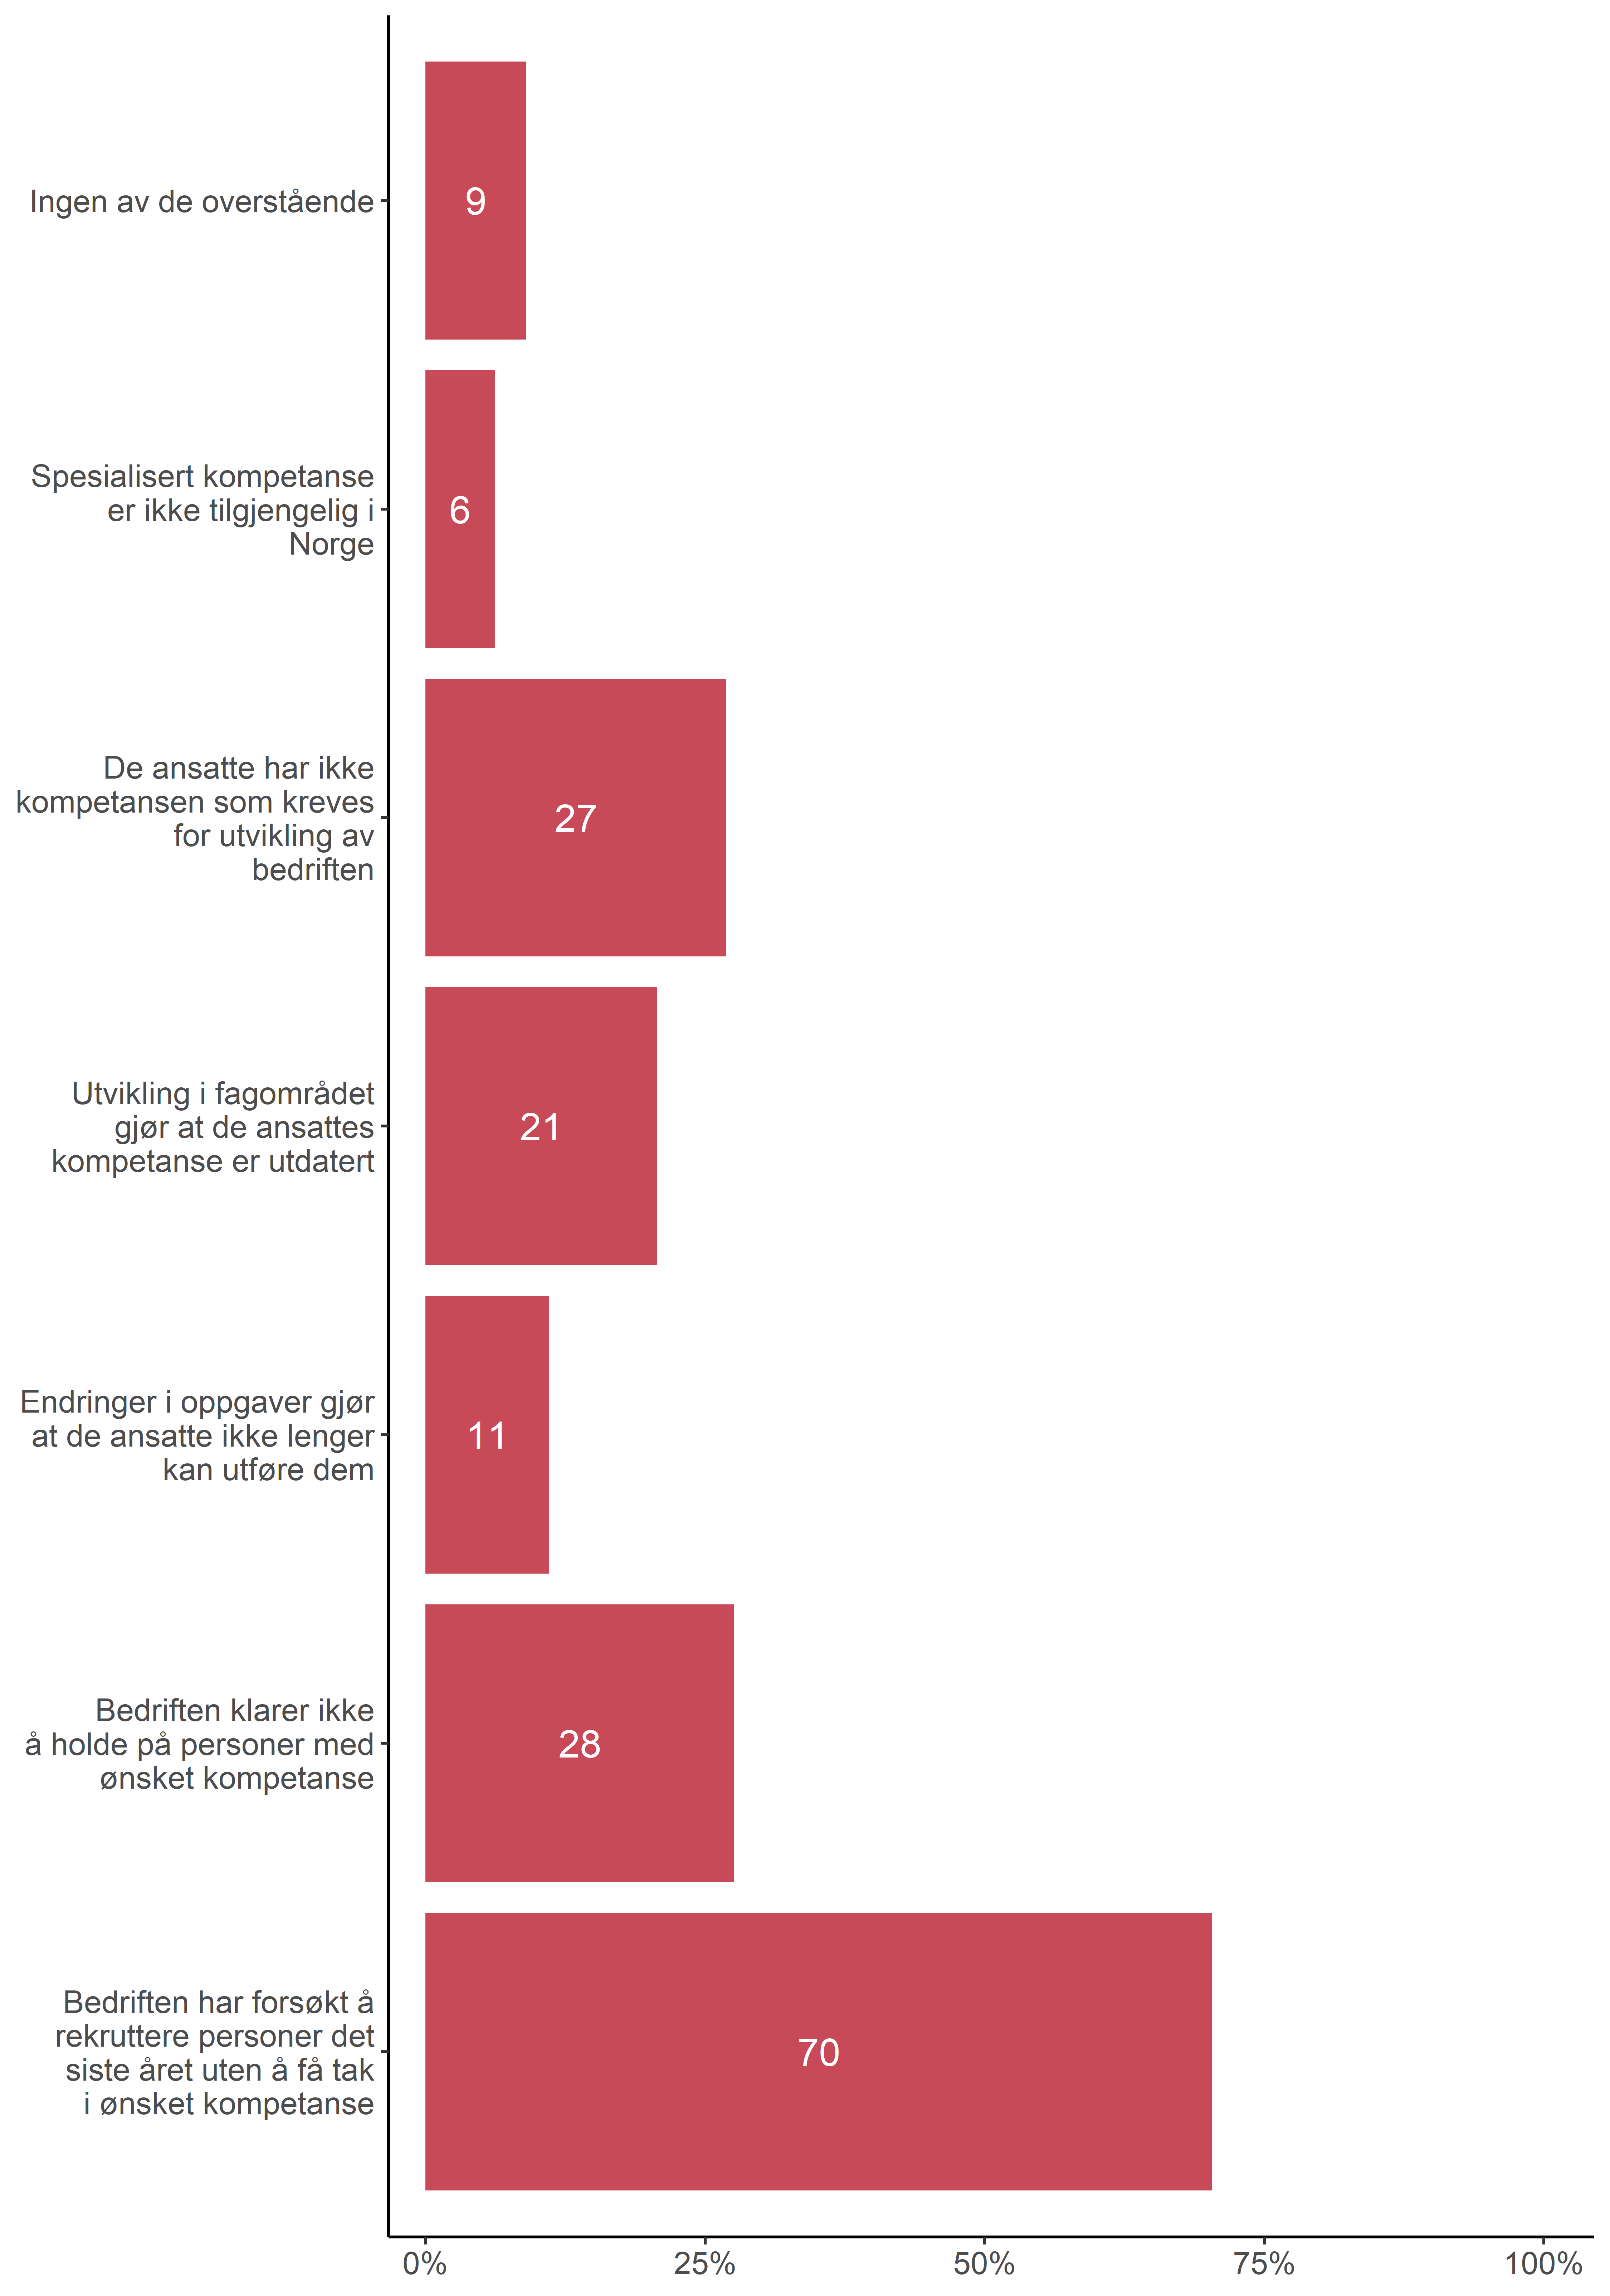 Ingen av de overstående
9
Spesialisert kompetanse
er ikke tilgjengelig i
Norge
6
De ansatte har ikke
kompetansen som kreves
for utvikling av
bedriften
27
Utvikling i fagområdet
gjør at de ansattes
kompetanse er utdatert
21
Endringer i oppgaver gjør
at de ansatte ikke lenger
kan utføre dem
11
Bedriften klarer ikke
å holde på personer med
ønsket kompetanse
28
Bedriften har forsøkt å
rekruttere personer det
siste året uten å få tak
i ønsket kompetanse
70
0% 25% 50% 75% 100%